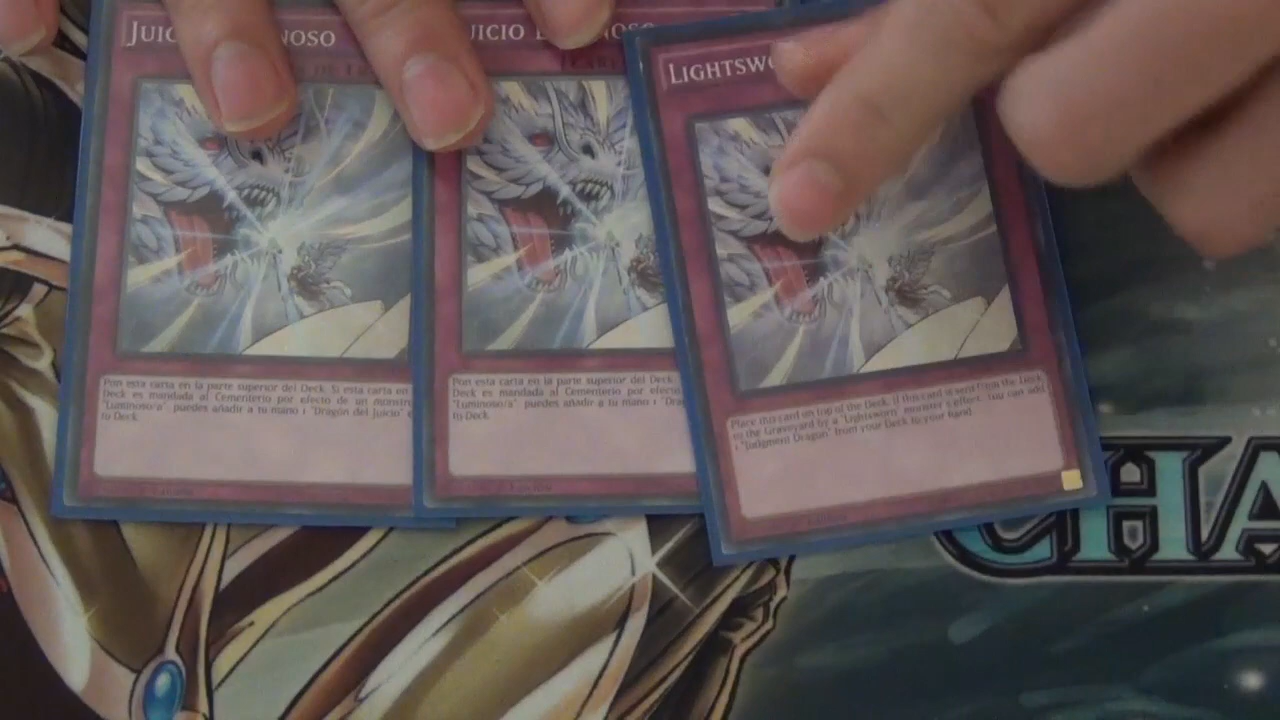 JUIC NOSO
Pon esta carta en la parte superior del Deck. Si esta carta en
Deck es mandada al Cementerio por efecto de un monstr
"Luminoso/a" puedes añadir a tu mano 1 "Dragón del Juicio" e
tu Deck.
UICIO
Pon esta carta en la parte superior del Deck.
Deck es mandada al Cementerio por efecto
"Luminoso/a" puedes añadir a tu mano 1 "Dra
tu Deck.
LIGHTSWO
Place this card on top of the Deck. If this card is sent from the Deck
to the Graveyard by a "Lightsworn" monster's effect: You can add
1 "Judgment Dragon" from your Deck to your hand.
CHA